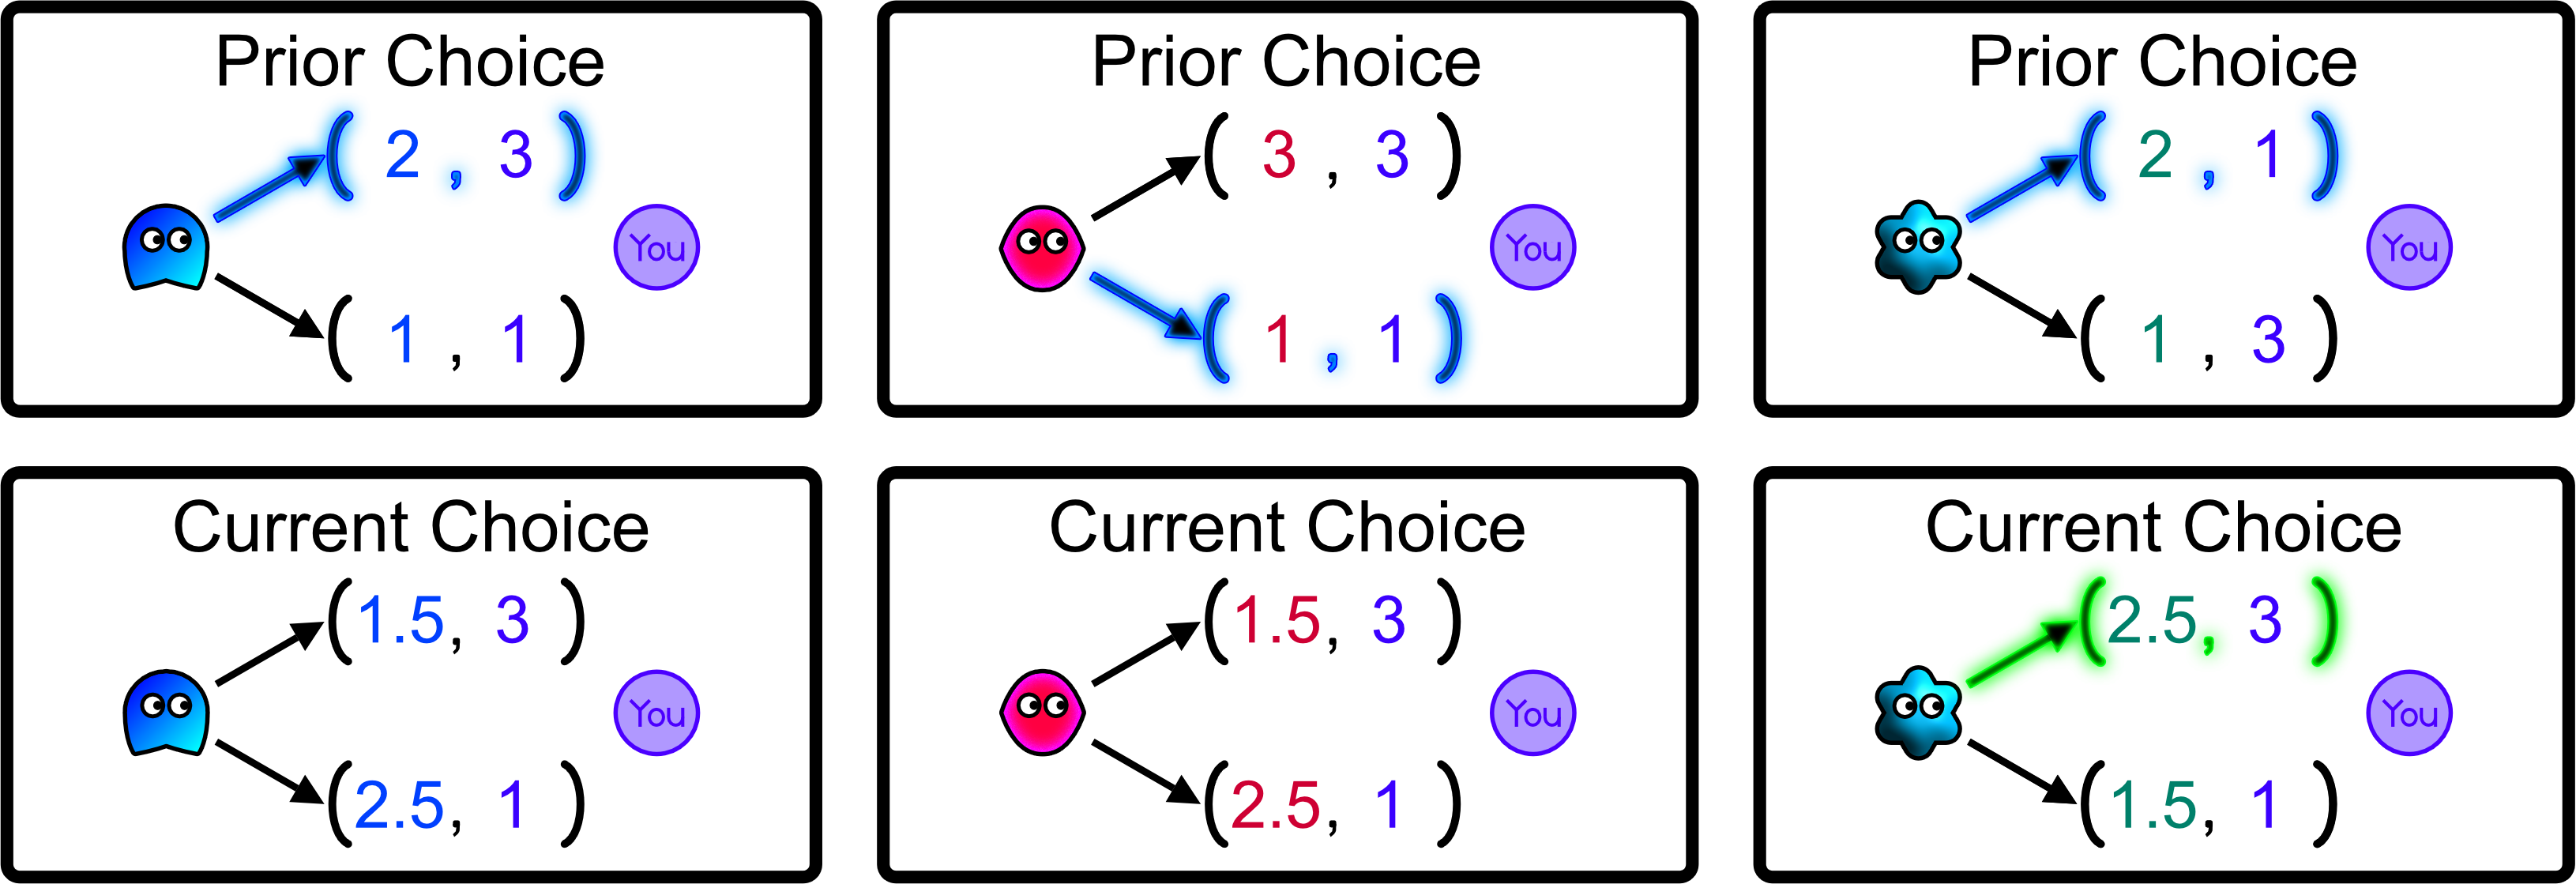 Prior Choice
( 2 , 3 )
You
( 1 , 1 )
Prior Choice
( 3 , 3 )
You
( 1 , 1 )
Prior Choice
( 2 , 1 )
You
( 1 , 3 )
Current Choice
(1.5, 3 )
You
(2.5, 1 )
Current Choice
(1.5, 3 )
You
(2.5, 1 )
Current Choice
(2.5, 3 )
You
(1.5, 1 )